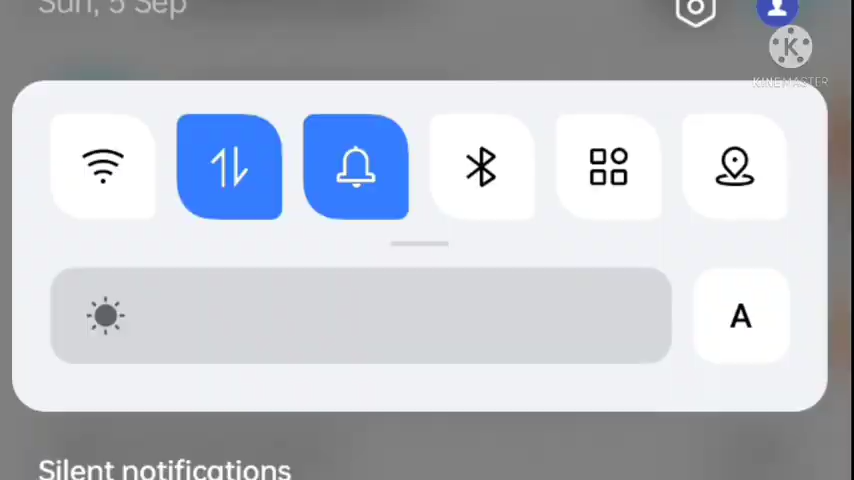 Sun, 5 Sep
K
KINEMASTER
A
Silent notifications